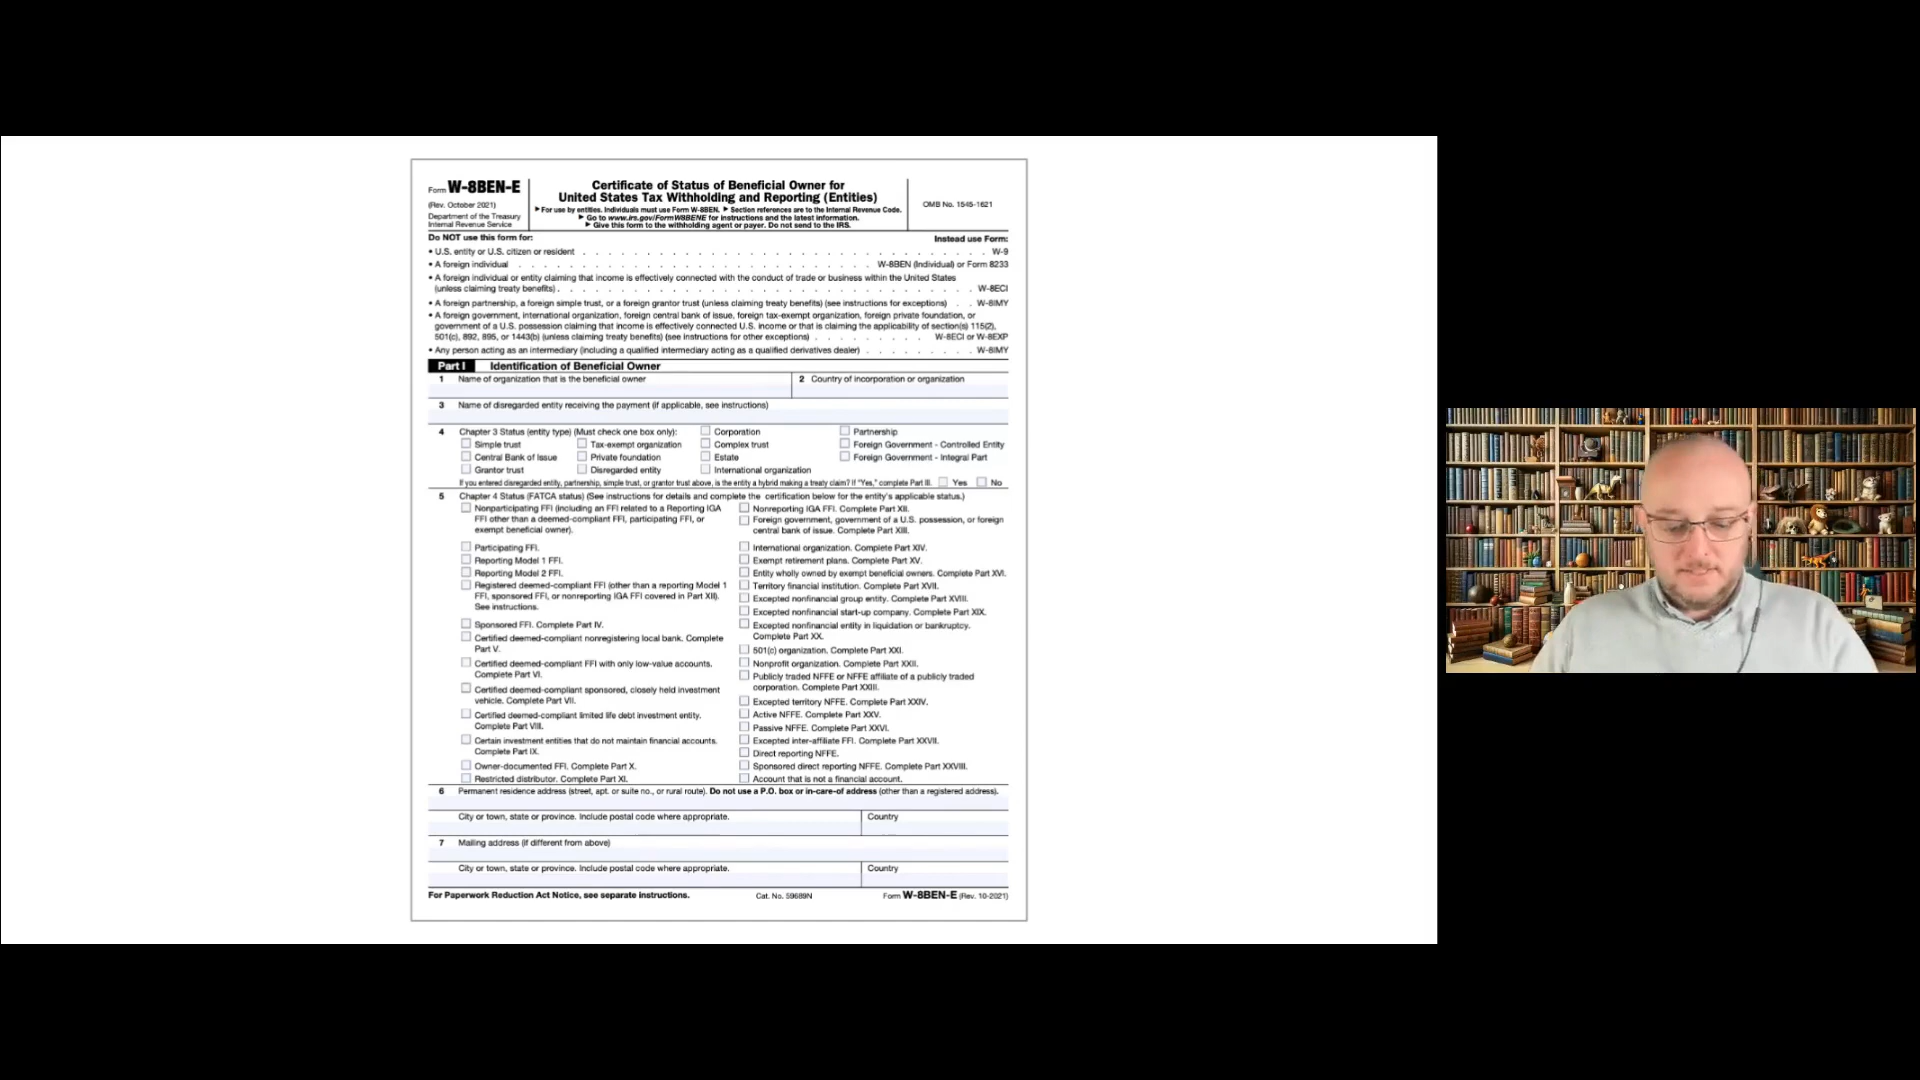 Form W-8BEN-E
(Rev. October 2021)
Department of the Treasury
Internal Revenue Service
Certificate of Status of Beneficial Owner for
United States Tax Withholding and Reporting (Entities)
▶ For use by entities. Individuals must use Form W-8BEN. ▶ Section references are to the Internal Revenue Code.
▶ Go to www.irs.gov/FormW8BENE for instructions and the latest information.
▶ Give this form to the withholding agent or payer. Do not send to the IRS.
OMB No. 1545-1621
Do NOT use this form for: Instead use Form:
• U.S. entity or U.S. citizen or resident . . . W-9
• A foreign individual . . . W-8BEN (Individual) or Form 8233
• A foreign individual or entity claiming that income is effectively connected with the conduct of trade or business within the United States
(unless claiming treaty benefits) . . . W-8ECI
• A foreign partnership, a foreign simple trust, or a foreign grantor trust (unless claiming treaty benefits) (see instructions for exceptions) . . W-8IMY
• A foreign government, international organization, foreign central bank of issue, foreign tax-exempt organization, foreign private foundation, or
government of a U.S. possession claiming that income is effectively connected U.S. income or that is claiming the applicability of section(s) 115(2),
501(c), 892, 895, or 1443(b) (unless claiming treaty benefits) (see instructions for other exceptions) . . . W-8ECI or W-8EXP
• Any person acting as an intermediary (including a qualified intermediary acting as a qualified derivatives dealer) . . . W-8IMY
Part I Identification of Beneficial Owner
1 Name of organization that is the beneficial owner
2 Country of incorporation or organization
3 Name of disregarded entity receiving the payment (if applicable, see instructions)
4 Chapter 3 Status (entity type) (Must check one box only): Corporation Partnership
Simple trust Tax-exempt organization Complex trust Foreign Government - Controlled Entity
Central Bank of Issue Private foundation Estate Foreign Government - Integral Part
Grantor trust Disregarded entity International organization
If you entered disregarded entity, partnership, simple trust, or grantor trust above, is the entity a hybrid making a treaty claim? If "Yes," complete Part III. Yes No
5 Chapter 4 Status (FATCA status) (See instructions for details and complete the certification below for the entity's applicable status.)
Nonparticipating FFI (including an FFI related to a Reporting IGA
FFI other than a deemed-compliant FFI, participating FFI, or
exempt beneficial owner).
Participating FFI.
Reporting Model 1 FFI.
Reporting Model 2 FFI.
Registered deemed-compliant FFI (other than a reporting Model 1
FFI, sponsored FFI, or nonreporting IGA FFI covered in Part XII).
See instructions.
Sponsored FFI. Complete Part IV.
Certified deemed-compliant nonregistering local bank. Complete
Part V.
Certified deemed-compliant FFI with only low-value accounts.
Complete Part VI.
Certified deemed-compliant sponsored, closely held investment
vehicle. Complete Part VII.
Certified deemed-compliant limited life debt investment entity.
Complete Part VIII.
Certain investment entities that do not maintain financial accounts.
Complete Part IX.
Owner-documented FFI. Complete Part X.
Restricted distributor. Complete Part XI.
Nonreporting IGA FFI. Complete Part XII.
Foreign government, government of a U.S. possession, or foreign
central bank of issue. Complete Part XIII.
International organization. Complete Part XIV.
Exempt retirement plans. Complete Part XV.
Entity wholly owned by exempt beneficial owners. Complete Part XVI.
Territory financial institution. Complete Part XVII.
Excepted nonfinancial group entity. Complete Part XVIII.
Excepted nonfinancial start-up company. Complete Part XIX.
Excepted nonfinancial entity in liquidation or bankruptcy.
Complete Part XX.
501(c) organization. Complete Part XXI.
Nonprofit organization. Complete Part XXII.
Publicly traded NFFE or NFFE affiliate of a publicly traded
corporation. Complete Part XXIII.
Excepted territory NFFE. Complete Part XXIV.
Active NFFE. Complete Part XXV.
Passive NFFE. Complete Part XXVI.
Excepted inter-affiliate FFI. Complete Part XXVII.
Direct reporting NFFE.
Sponsored direct reporting NFFE. Complete Part XXVIII.
Account that is not a financial account.
6 Permanent residence address (street, apt. or suite no., or rural route). Do not use a P.O. box or in-care-of address (other than a registered address).
City or town, state or province. Include postal code where appropriate. Country
7 Mailing address (if different from above)
City or town, state or province. Include postal code where appropriate. Country
For Paperwork Reduction Act Notice, see separate instructions. Cat. No. 59689N Form W-8BEN-E (Rev. 10-2021)